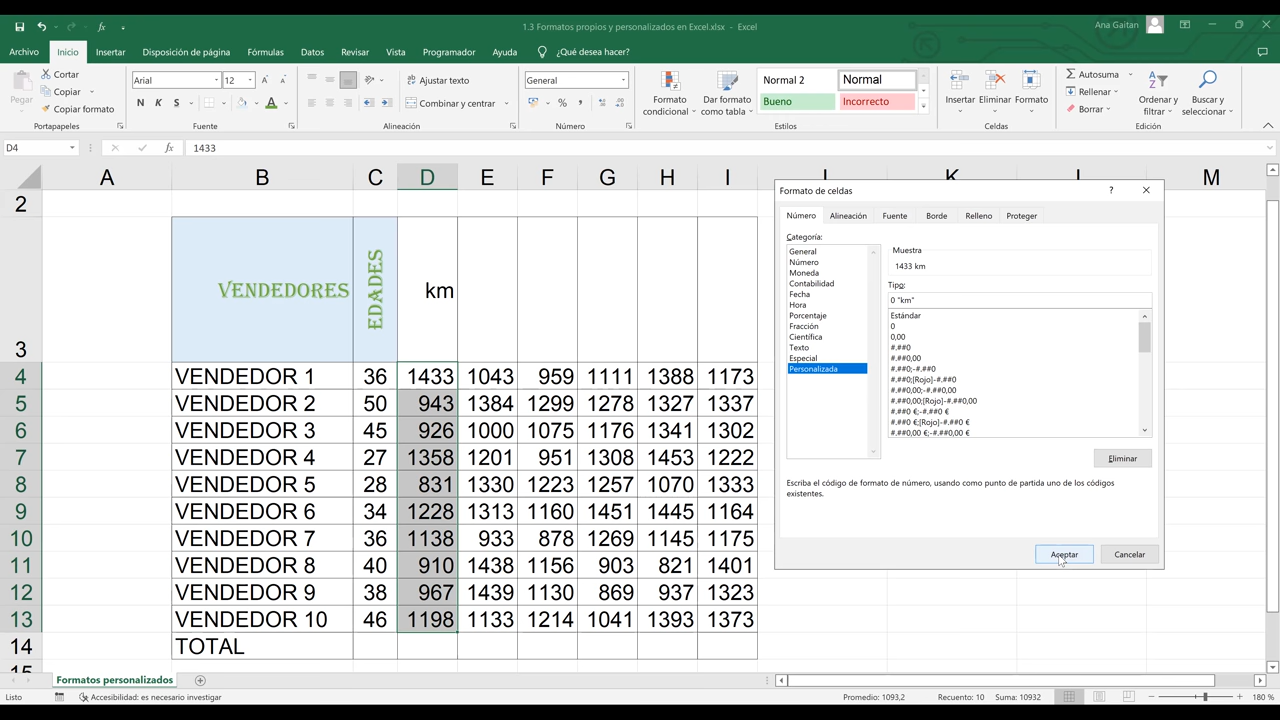 1.3 Formatos propios y personalizados en Excel.xlsx - Excel
Ana Gaitan
Archivo Inicio Insertar Disposición de página Fórmulas Datos Revisar Vista Programador Ayuda ¿Qué desea hacer?
Pegar
Cortar
Copiar
Copiar formato
Portapapeles
Arial 12
N K S
Fuente
Ajustar texto
Combinar y centrar
Alineación
General
Número
Formato condicional
Dar formato como tabla
Normal 2 Normal
Bueno Incorrecto
Estilos
Insertar Eliminar Formato
Celdas
Autosuma
Rellenar
Borrar
Ordenar y filtrar
Buscar y seleccionar
Edición
D4 fx 1433
A B C D E F G H I J K L M
2
3 VENDEDORES EDADES km
4 VENDEDOR 1 36 1433 1043 959 1111 1388 1173
5 VENDEDOR 2 50 943 1384 1299 1278 1327 1337
6 VENDEDOR 3 45 926 1000 1075 1176 1341 1302
7 VENDEDOR 4 27 1358 1201 951 1308 1453 1222
8 VENDEDOR 5 28 831 1330 1223 1257 1070 1333
9 VENDEDOR 6 34 1228 1313 1160 1451 1445 1164
10 VENDEDOR 7 36 1138 933 878 1269 1145 1175
11 VENDEDOR 8 40 910 1438 1156 903 821 1401
12 VENDEDOR 9 38 967 1439 1130 869 937 1323
13 VENDEDOR 10 46 1198 1133 1214 1041 1393 1373
14 TOTAL
15
Formato de celdas
Número Alineación Fuente Borde Relleno Proteger
Categoría:
General
Número
Moneda
Contabilidad
Fecha
Hora
Porcentaje
Fracción
Científica
Texto
Especial
Personalizada
Muestra
1433 km
Tipo:
0 "km"
Estándar
0
0,00
#.##0
#.##0,00
#.##0;-#.##0
#.##0;[Rojo]-#.##0
#.##0,00;-#.##0,00
#.##0,00;[Rojo]-#.##0,00
#.##0 €;-#.##0 €
#.##0 €;[Rojo]-#.##0 €
#.##0,00 €;-#.##0,00 €
Eliminar
Escriba el código de formato de número, usando como punto de partida uno de los códigos
existentes.
Aceptar Cancelar
Formatos personalizados
Listo Accesibilidad: es necesario investigar Promedio: 1093,2 Recuento: 10 Suma: 10932 180 %